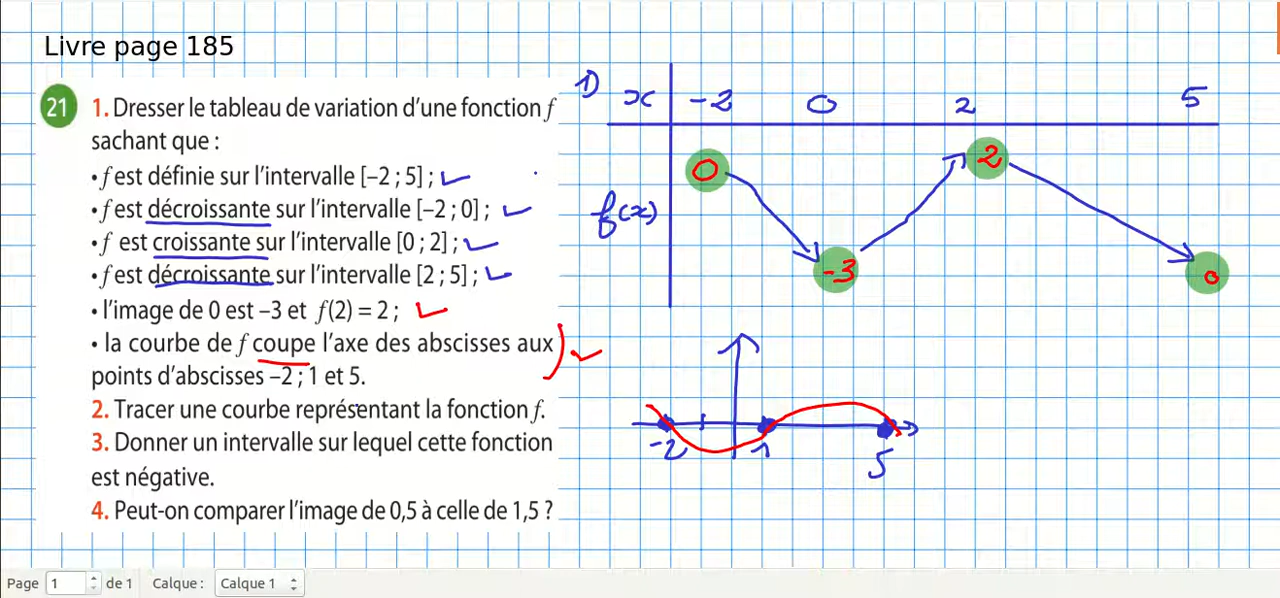 Livre page 185
21 1. Dresser le tableau de variation d'une fonction f
sachant que :
• f est définie sur l'intervalle [–2 ; 5] ;
• f est décroissante sur l'intervalle [–2 ; 0] ;
• f est croissante sur l'intervalle [0 ; 2] ;
• f est décroissante sur l'intervalle [2 ; 5] ;
• l'image de 0 est –3 et f(2) = 2 ;
• la courbe de f coupe l'axe des abscisses aux
points d'abscisses –2 ; 1 et 5.
2. Tracer une courbe représentant la fonction f.
3. Donner un intervalle sur lequel cette fonction
est négative.
4. Peut-on comparer l'image de 0,5 à celle de 1,5 ?
1) x -2 0 2 5
0 2
f(x)
-3 0
-2 1 5
Page 1 de 1 Calque : Calque 1